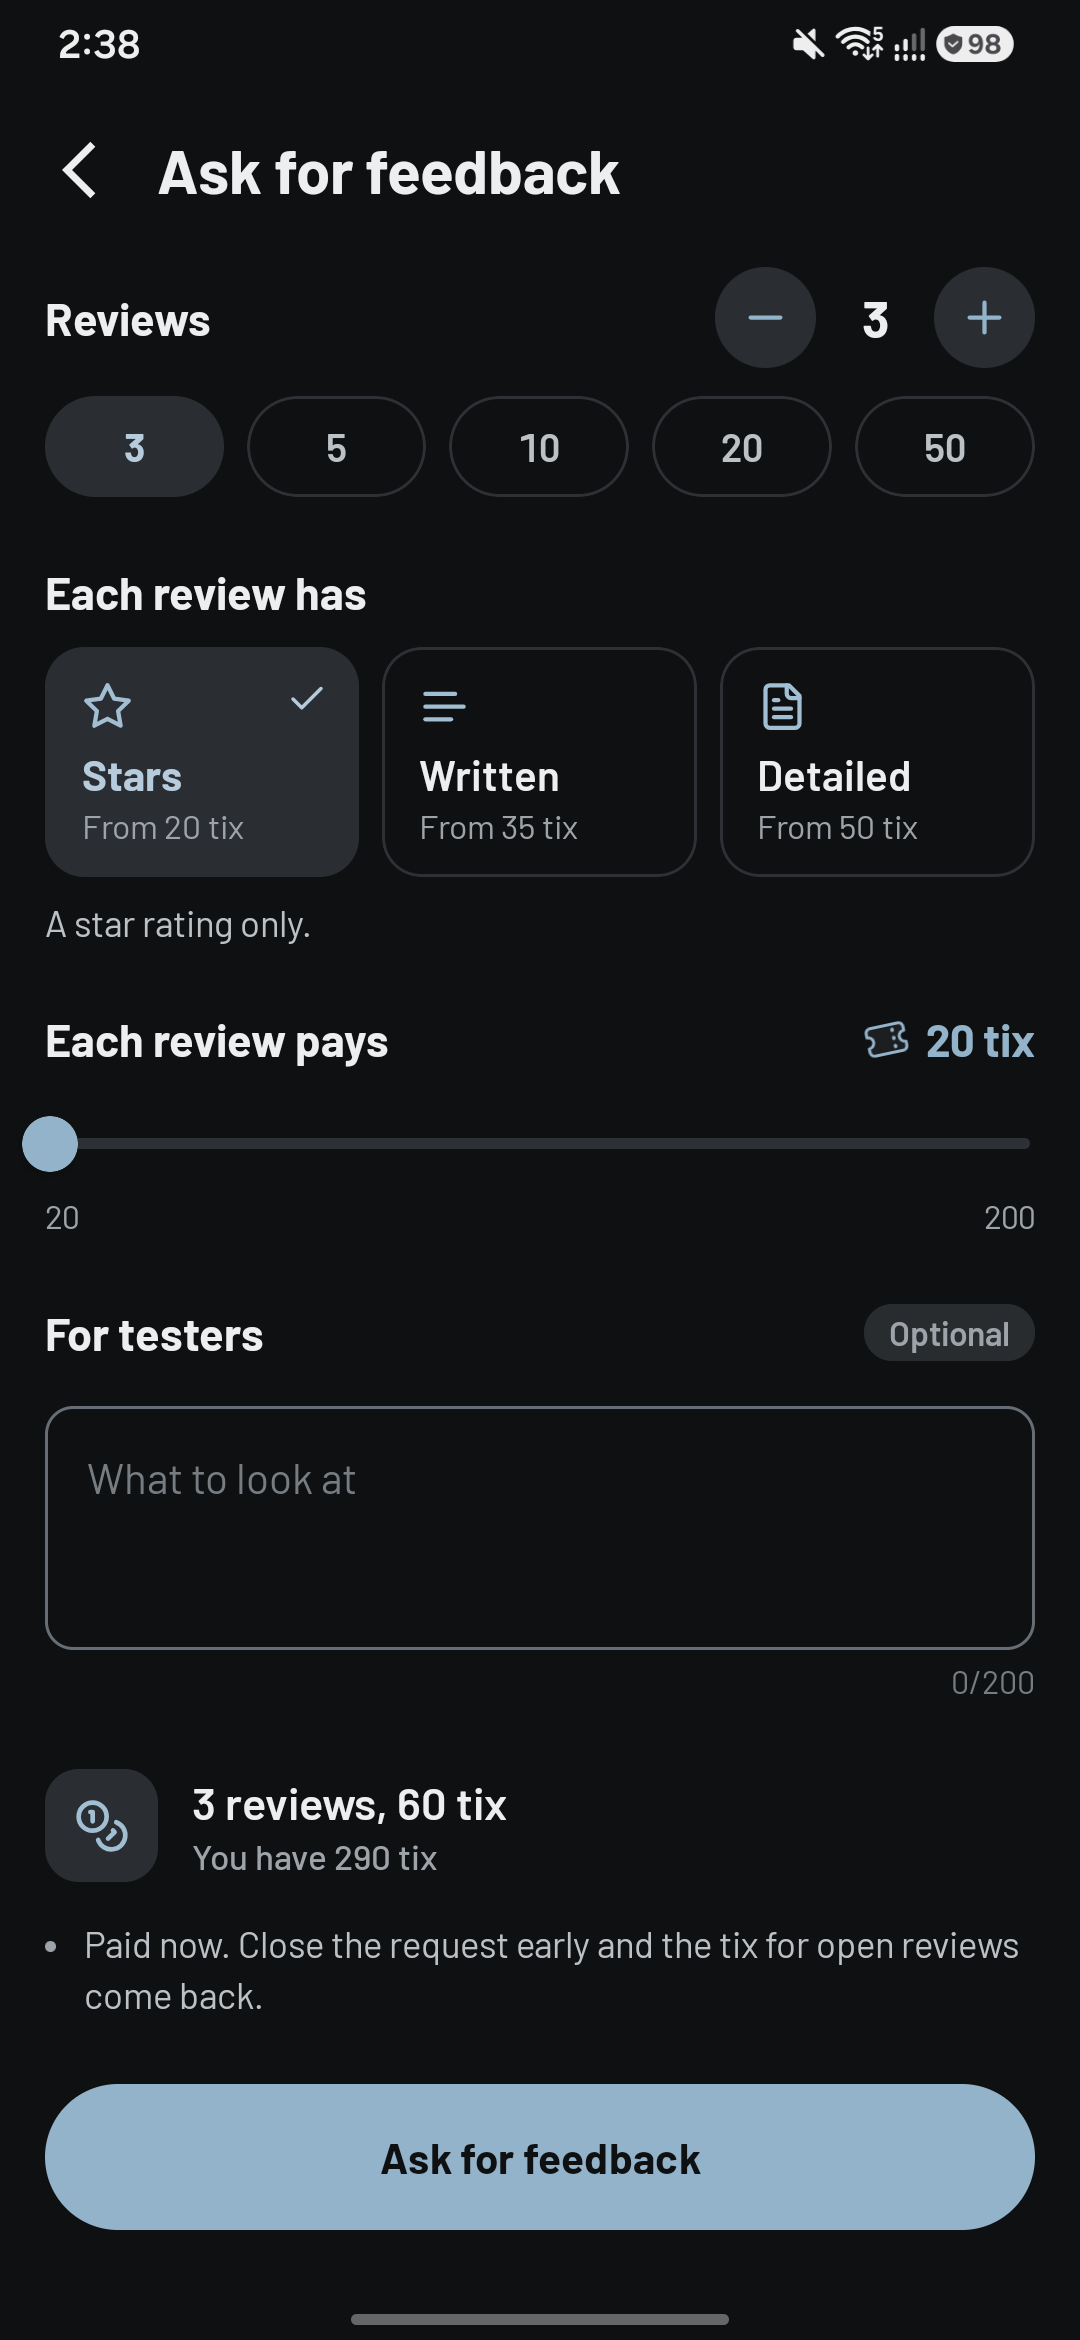 2:38
5
98
Ask for feedback
Reviews
3
3
5
10
20
50
Each review has
Stars
From 20 tix
Written
From 35 tix
Detailed
From 50 tix
A star rating only.
Each review pays
20 tix
20
200
For testers
Optional
What to look at
0/200
1
3 reviews, 60 tix
You have 290 tix
• Paid now. Close the request early and the tix for open reviews
come back.
Ask for feedback